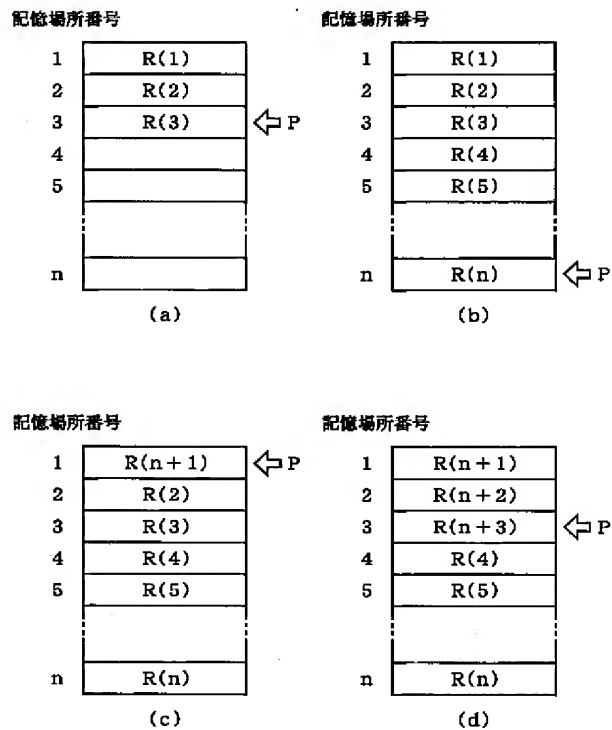 記憶場所番号
1 R(1)
2 R(2)
3 R(3) P
4
5
n
(a)
記憶場所番号
1 R(1)
2 R(2)
3 R(3)
4 R(4)
5 R(5)
n R(n) P
(b)
記憶場所番号
1 R(n+1) P
2 R(2)
3 R(3)
4 R(4)
5 R(5)
n R(n)
(c)
記憶場所番号
1 R(n+1)
2 R(n+2)
3 R(n+3) P
4 R(4)
5 R(5)
n R(n)
(d)